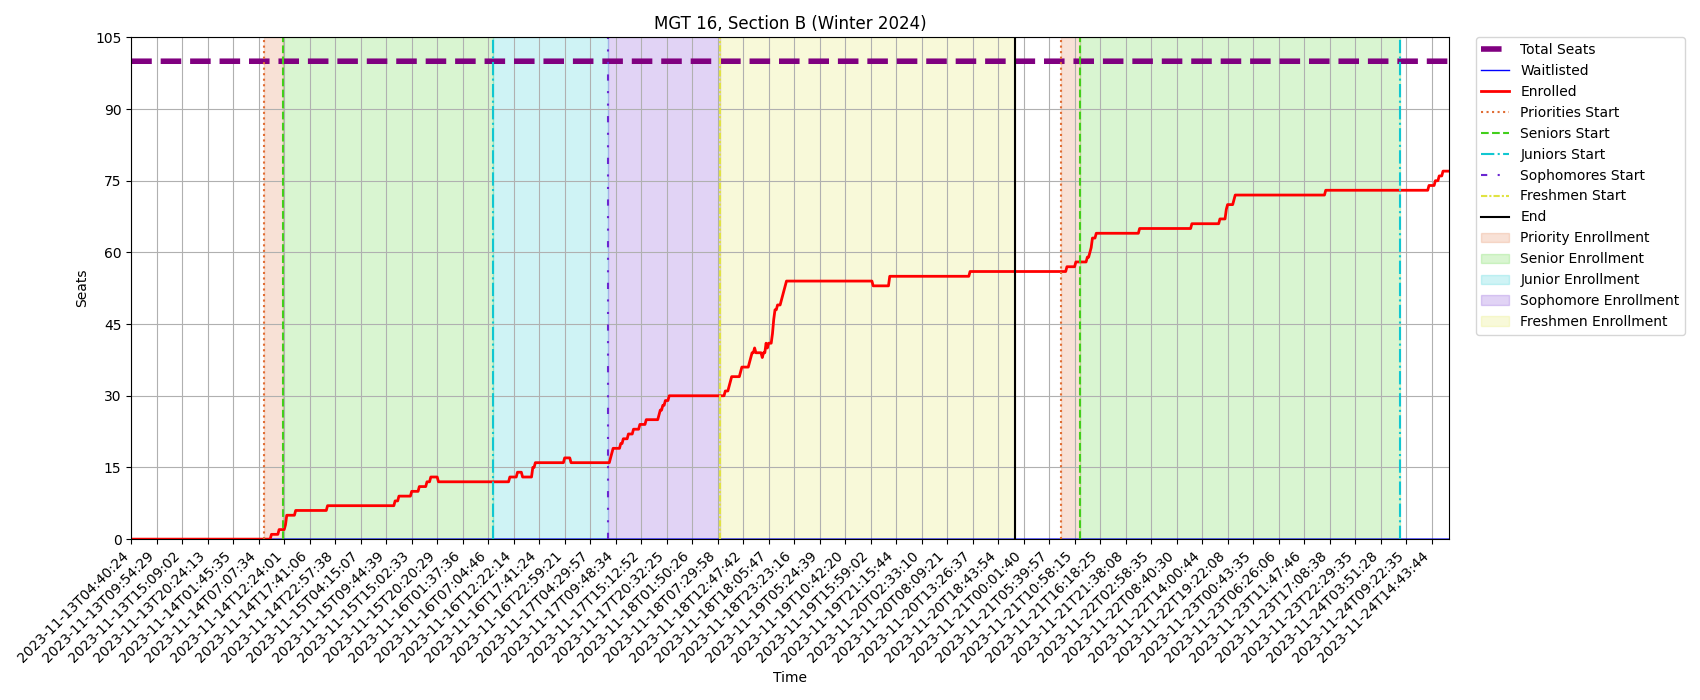 MGT 16, Section B (Winter 2024)
105
90
75
60
45
30
15
0
Seats
2023-11-13T04:40:24
2023-11-13T09:54:29
2023-11-13T15:09:02
2023-11-13T20:24:13
2023-11-14T01:45:35
2023-11-14T07:07:34
2023-11-14T12:24:01
2023-11-14T17:41:06
2023-11-14T22:57:38
2023-11-15T04:15:07
2023-11-15T09:44:39
2023-11-15T15:02:33
2023-11-15T20:20:29
2023-11-16T01:37:36
2023-11-16T07:04:46
2023-11-16T12:22:14
2023-11-16T17:41:24
2023-11-16T22:59:21
2023-11-17T04:29:57
2023-11-17T09:48:34
2023-11-17T15:12:52
2023-11-17T20:32:25
2023-11-18T01:50:26
2023-11-18T07:29:58
2023-11-18T12:47:42
2023-11-18T18:05:47
2023-11-18T23:23:16
2023-11-19T05:24:39
2023-11-19T10:42:20
2023-11-19T15:59:02
2023-11-19T21:15:44
2023-11-20T02:33:10
2023-11-20T08:09:21
2023-11-20T13:26:37
2023-11-20T18:43:54
2023-11-21T00:01:40
2023-11-21T05:39:57
2023-11-21T10:58:15
2023-11-21T16:18:25
2023-11-21T21:38:08
2023-11-22T02:58:35
2023-11-22T08:40:30
2023-11-22T14:00:44
2023-11-22T19:22:08
2023-11-23T00:43:35
2023-11-23T06:26:06
2023-11-23T11:47:46
2023-11-23T17:08:38
2023-11-23T22:29:35
2023-11-24T03:51:28
2023-11-24T09:22:35
2023-11-24T14:43:44
Time
Total Seats
Waitlisted
Enrolled
Priorities Start
Seniors Start
Juniors Start
Sophomores Start
Freshmen Start
End
Priority Enrollment
Senior Enrollment
Junior Enrollment
Sophomore Enrollment
Freshmen Enrollment